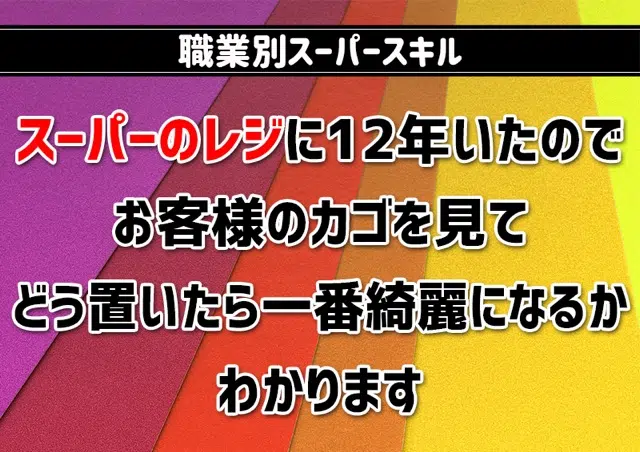 職業別スーパースキル
スーパーのレジに12年いたので
お客様のカゴを見て
どう置いたら一番綺麗になるか
わかります